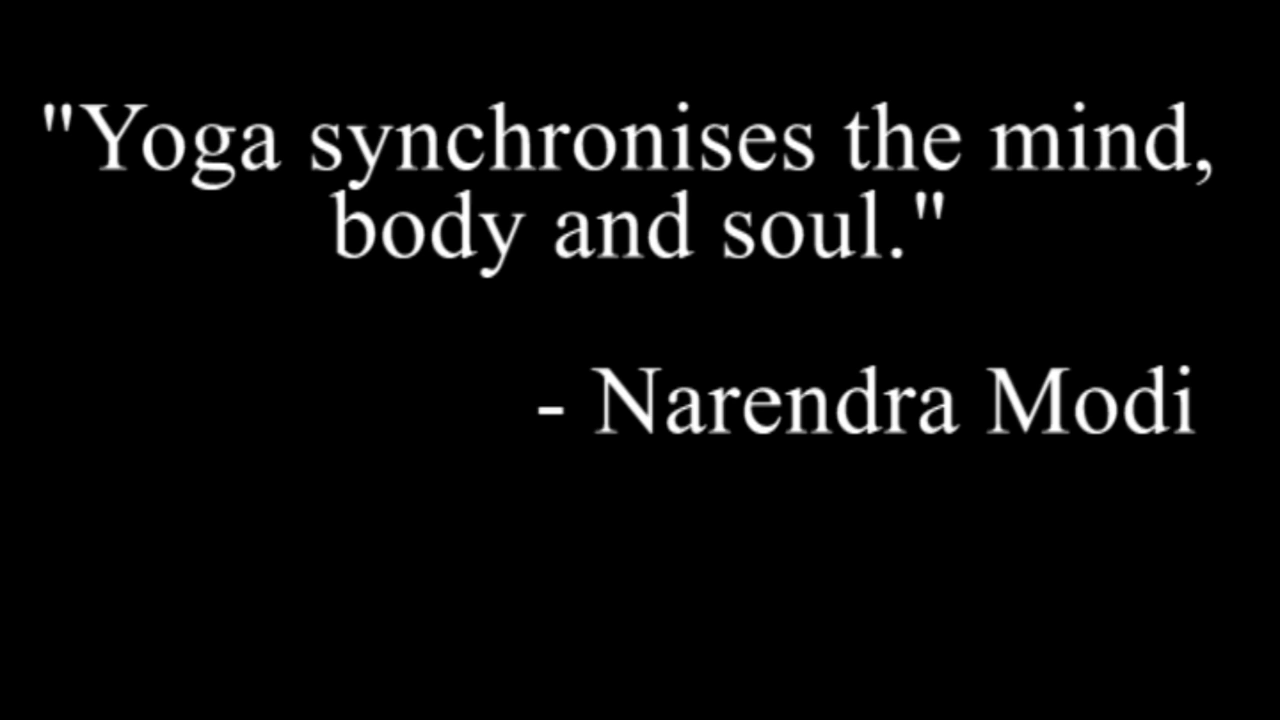 "Yoga synchronises the mind,
body and soul."
- Narendra Modi